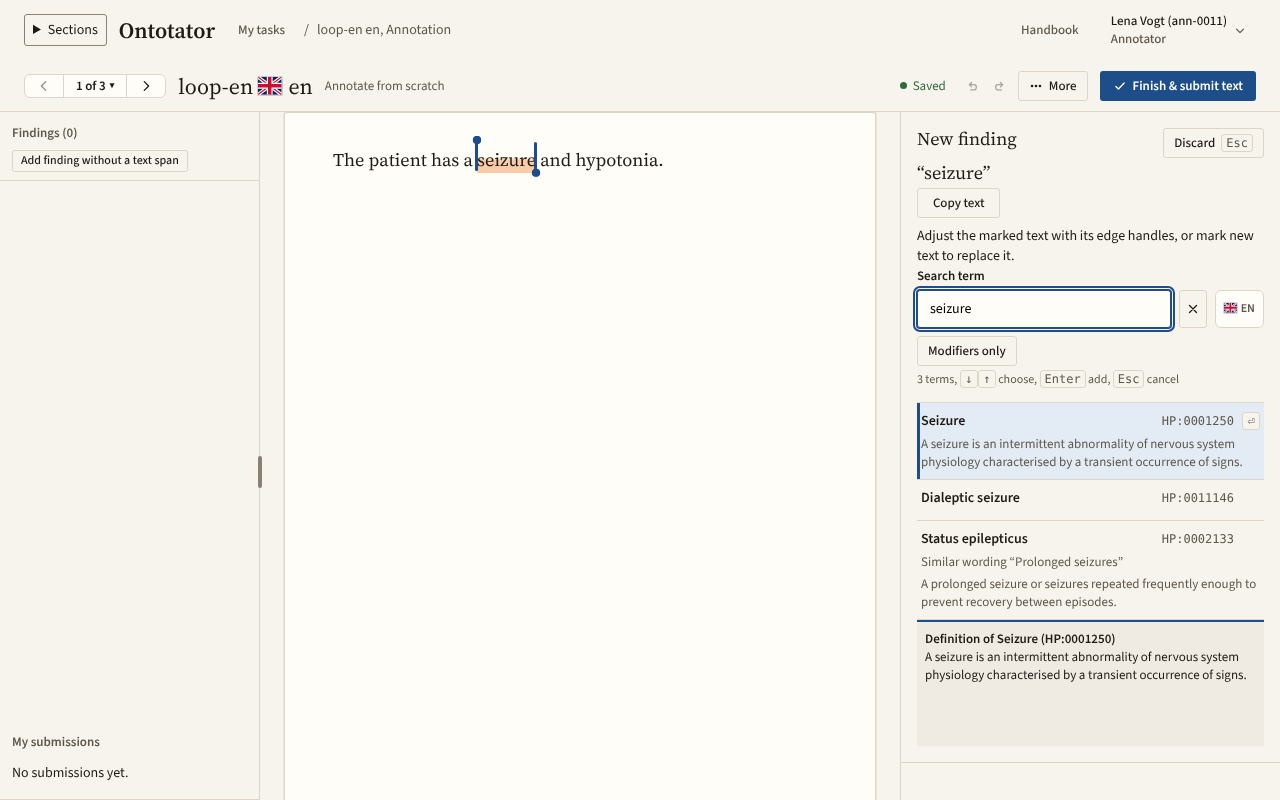 ▶ Sections
Ontotator
My tasks
/ loop-en en, Annotation
Handbook
Lena Vogt (ann-0011)
Annotator
1 of 3 ▾
loop-en 🇬🇧 en
Annotate from scratch
Saved
··· More
Finish & submit text
Findings (0)
Add finding without a text span
My submissions
No submissions yet.
The patient has a seizure and hypotonia.
New finding
Discard Esc
“seizure”
Copy text
Adjust the marked text with its edge handles, or mark new
text to replace it.
Search term
seizure
🇬🇧 EN
Modifiers only
3 terms, ↓ ↑ choose, Enter add, Esc cancel
Seizure HP:0001250 ⏎
A seizure is an intermittent abnormality of nervous system
physiology characterised by a transient occurrence of signs.
Dialeptic seizure HP:0011146
Status epilepticus HP:0002133
Similar wording “Prolonged seizures”
A prolonged seizure or seizures repeated frequently enough to
prevent recovery between episodes.
Definition of Seizure (HP:0001250)
A seizure is an intermittent abnormality of nervous system
physiology characterised by a transient occurrence of signs.